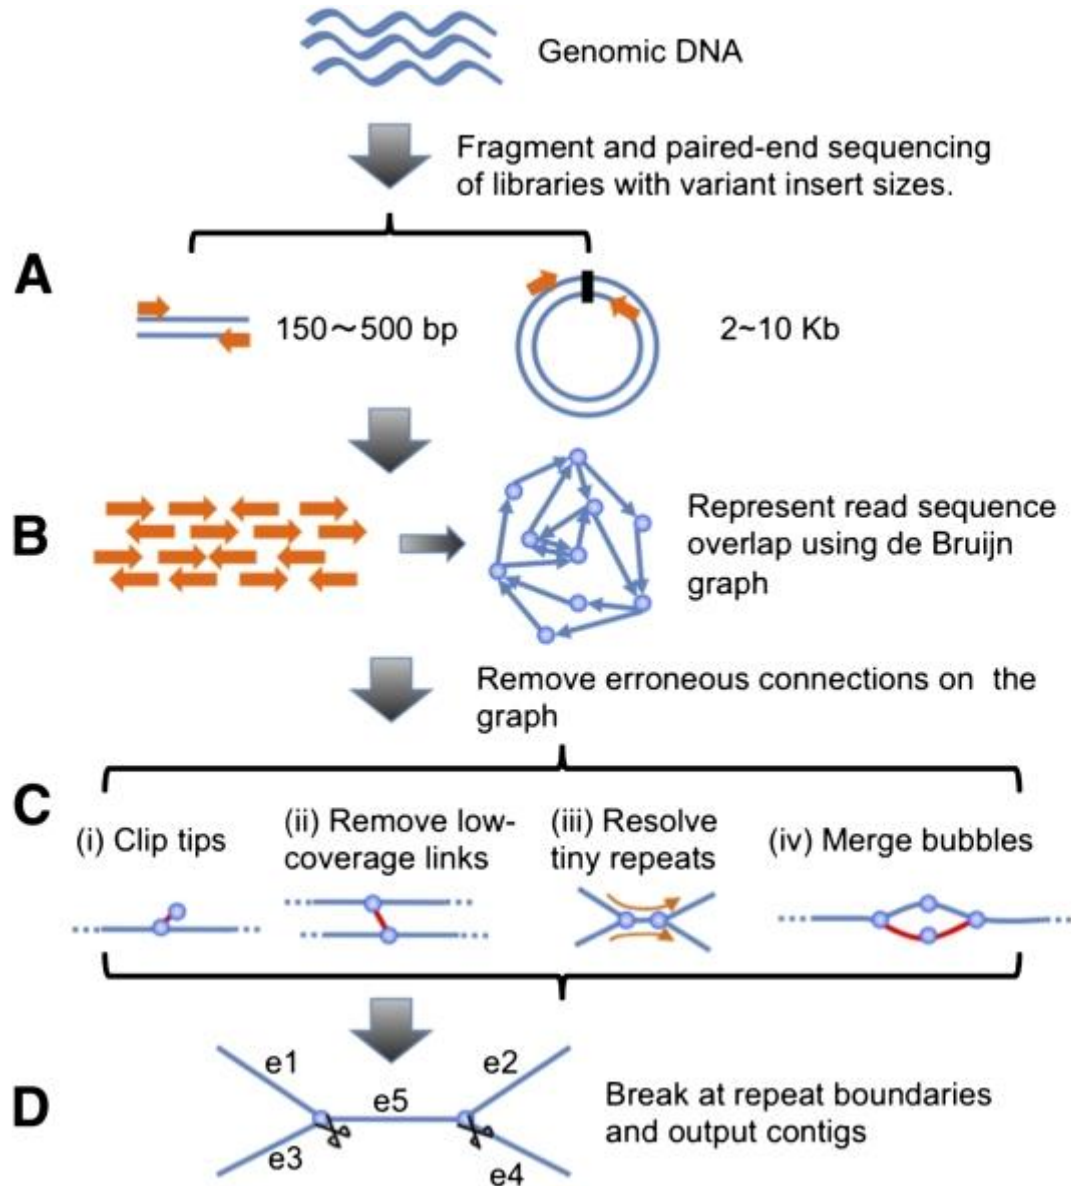 Genomic DNA
Fragment and paired-end sequencing
of libraries with variant insert sizes.
A
150～500 bp
2~10 Kb
B
Represent read sequence
overlap using de Bruijn
graph
Remove erroneous connections on  the
graph
C
(i) Clip tips
(ii) Remove low-
coverage links
(iii) Resolve
tiny repeats
(iv) Merge bubbles
D
e1
e2
e5
e3
e4
Break at repeat boundaries
and output contigs